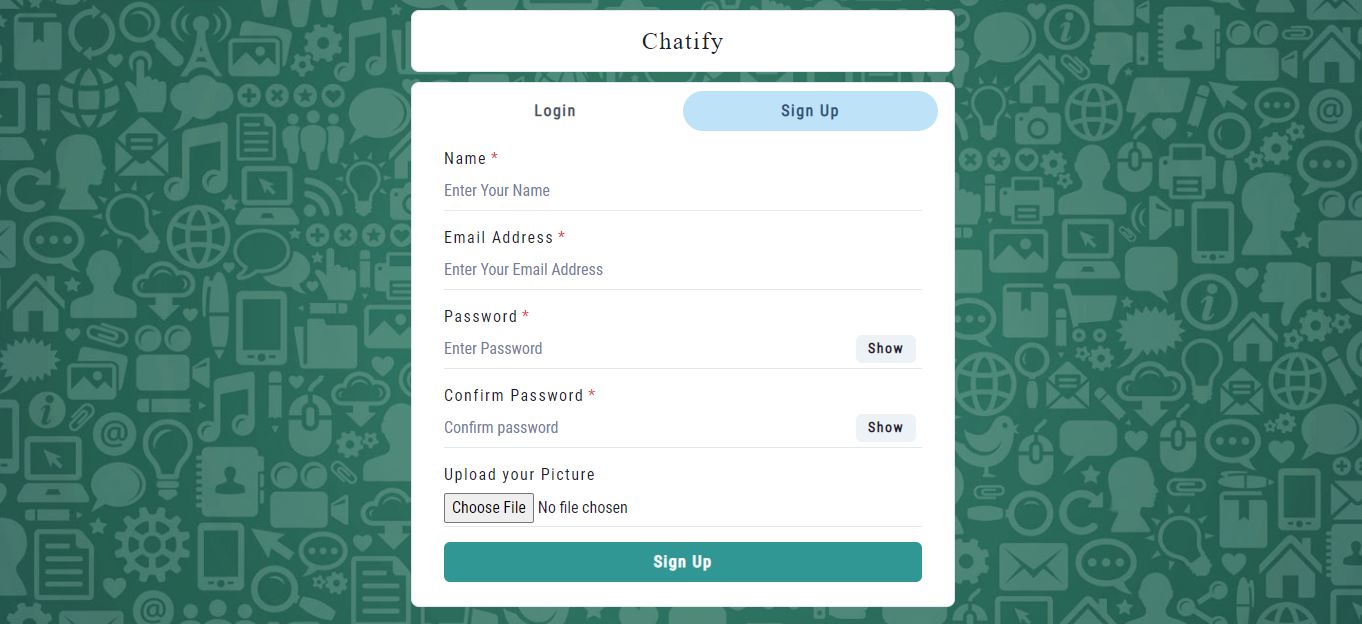 Chatify
Login Sign Up
Name *
Enter Your Name
Email Address *
Enter Your Email Address
Password *
Enter Password Show
Confirm Password *
Confirm password Show
Upload your Picture
Choose File No file chosen
Sign Up